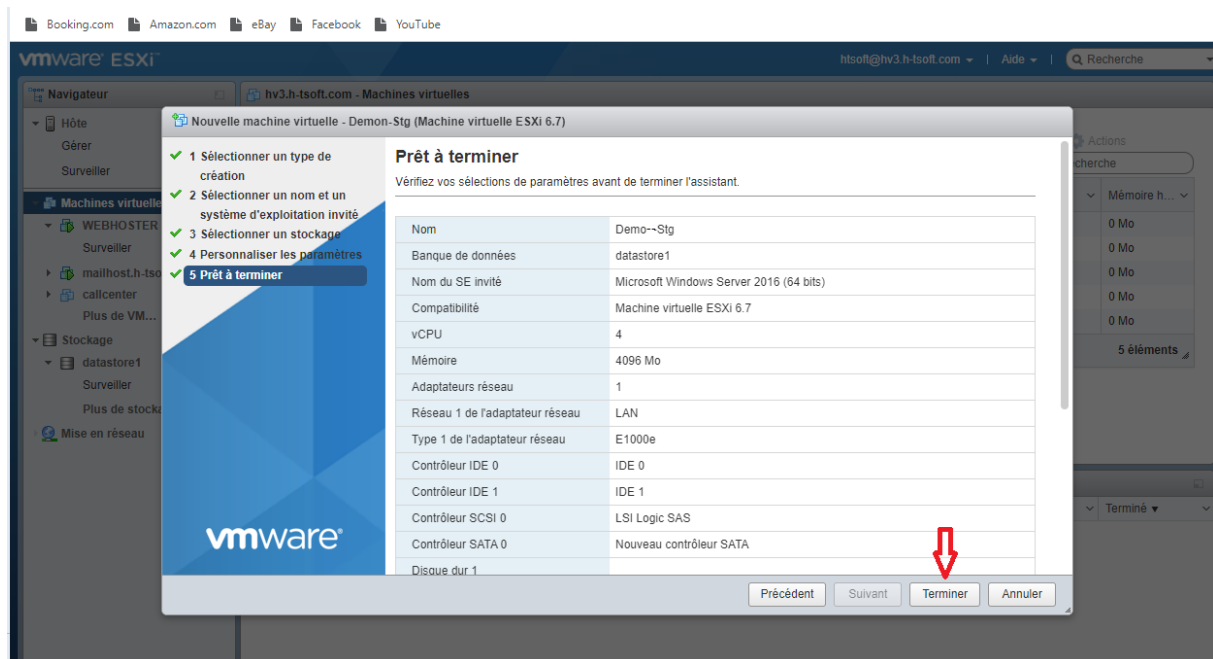 Booking.com Amazon.com eBay Facebook YouTube
vmware ESXi™
htsoft@hv3.h-tsoft.com | Aide | Recherche
Navigateur
hv3.h-tsoft.com - Machines virtuelles
Hôte
Gérer
Surveiller
Machines virtuelle
WEBHOSTER
Surveiller
mailhost.h-tso
callcenter
Plus de VM...
Stockage
datastore1
Surveiller
Plus de stocka
Mise en réseau
Nouvelle machine virtuelle - Demon-Stg (Machine virtuelle ESXi 6.7)
1 Sélectionner un type de
création
2 Sélectionner un nom et un
système d'exploitation invité
3 Sélectionner un stockage
4 Personnaliser les paramètres
5 Prêt à terminer
vmware®
Prêt à terminer
Vérifiez vos sélections de paramètres avant de terminer l'assistant.
Nom Demo--Stg
Banque de données datastore1
Nom du SE invité Microsoft Windows Server 2016 (64 bits)
Compatibilité Machine virtuelle ESXi 6.7
vCPU 4
Mémoire 4096 Mo
Adaptateurs réseau 1
Réseau 1 de l'adaptateur réseau LAN
Type 1 de l'adaptateur réseau E1000e
Contrôleur IDE 0 IDE 0
Contrôleur IDE 1 IDE 1
Contrôleur SCSI 0 LSI Logic SAS
Contrôleur SATA 0 Nouveau contrôleur SATA
Disque dur 1
Précédent Suivant Terminer Annuler
Actions
cherche
Mémoire h...
0 Mo
0 Mo
0 Mo
0 Mo
0 Mo
5 éléments
Terminé